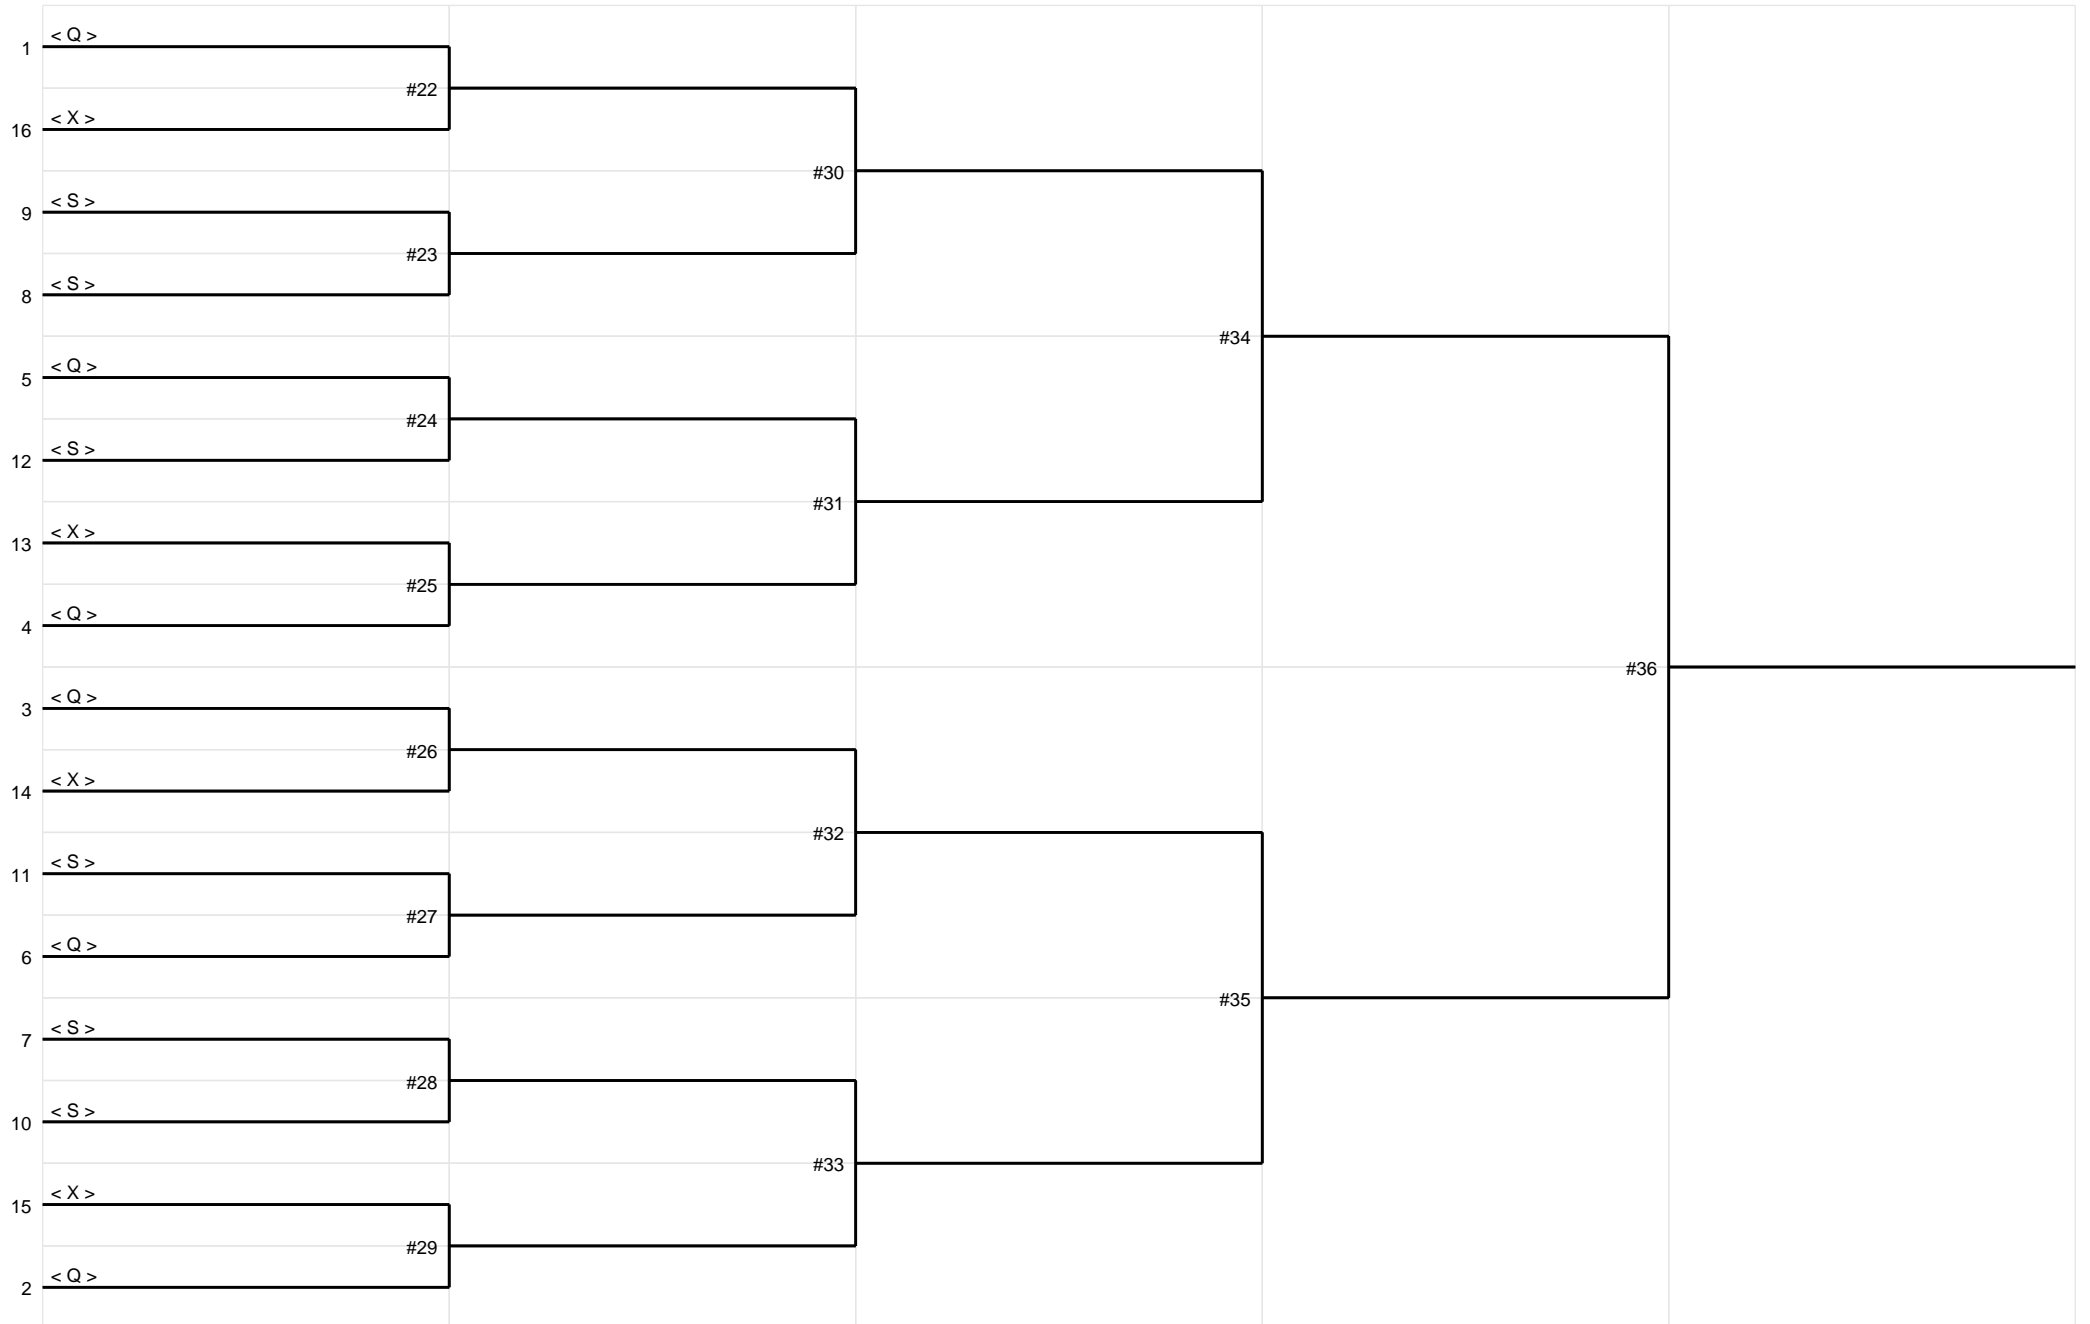 < Q >
1
#22
< X >
16
#30
< S >
9
#23
< S >
8
#34
< Q >
5
#24
< S >
12
#31
< X >
13
#25
< Q >
4
#36
< Q >
3
#26
< X >
14
#32
< S >
11
#27
< Q >
6
#35
< S >
7
#28
< S >
10
#33
< X >
15
#29
< Q >
2